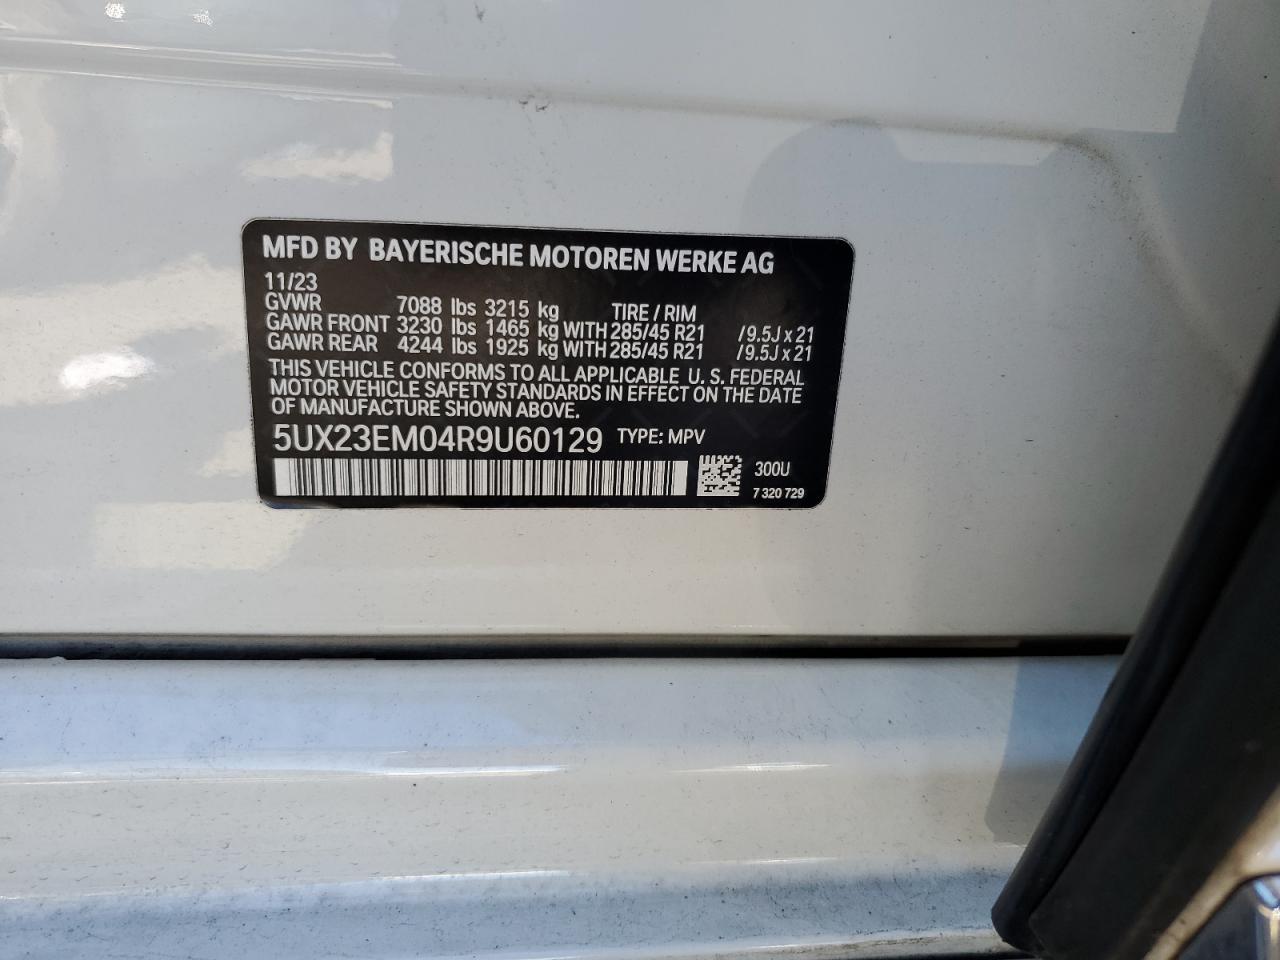 MFD BY BAYERISCHE MOTOREN WERKE AG
11/23
GVWR 7088 lbs 3215 kg TIRE / RIM
GAWR FRONT 3230 lbs 1465 kg WITH 285/45 R21 /9.5J x 21
GAWR REAR 4244 lbs 1925 kg WITH 285/45 R21 /9.5J x 21
THIS VEHICLE CONFORMS TO ALL APPLICABLE U.S. FEDERAL
MOTOR VEHICLE SAFETY STANDARDS IN EFFECT ON THE DATE
OF MANUFACTURE SHOWN ABOVE.
5UX23EM04R9U60129 TYPE: MPV
300U
7 320 729